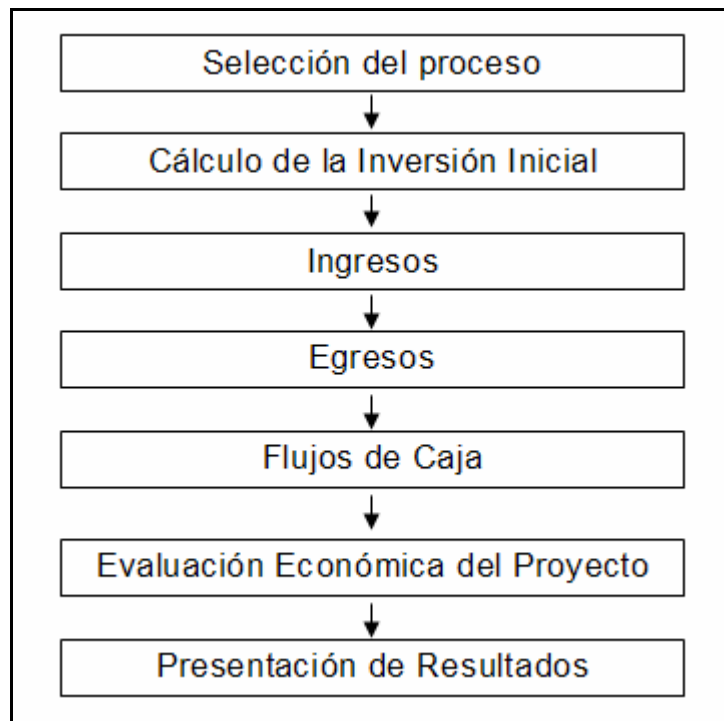 Selección del proceso
Cálculo de la Inversión Inicial
Ingresos
Egresos
Flujos de Caja
Evaluación Económica del Proyecto
Presentación de Resultados